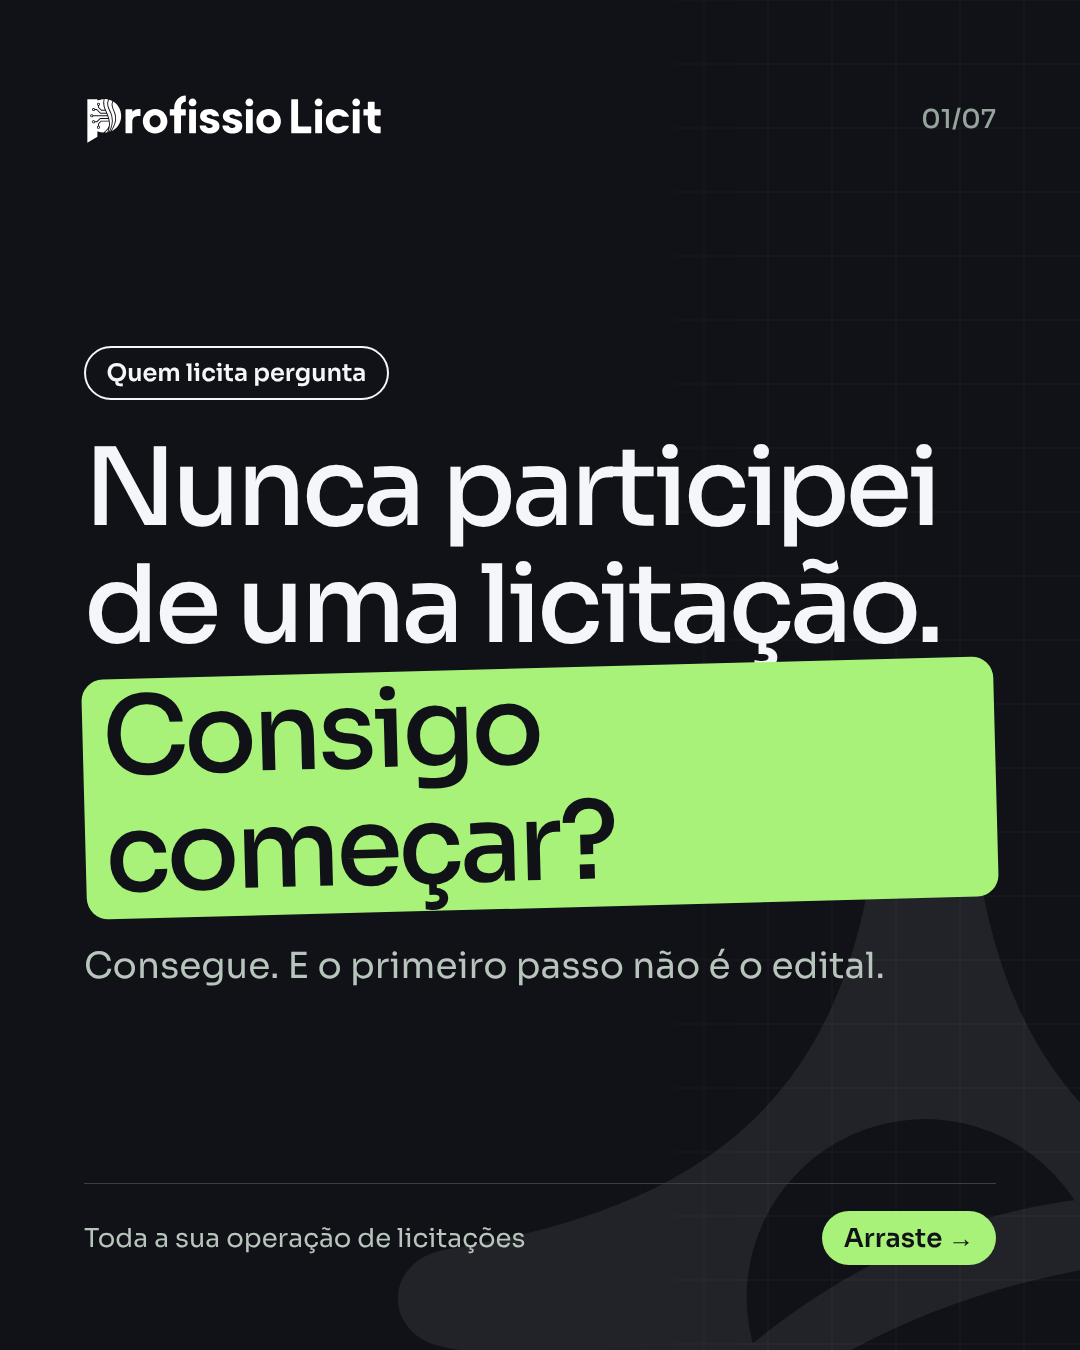 Profissio Licit
01/07
Quem licita pergunta
Nunca participei
de uma licitação.
Consigo
começar?
Consegue. E o primeiro passo não é o edital.
Toda a sua operação de licitações
Arraste →